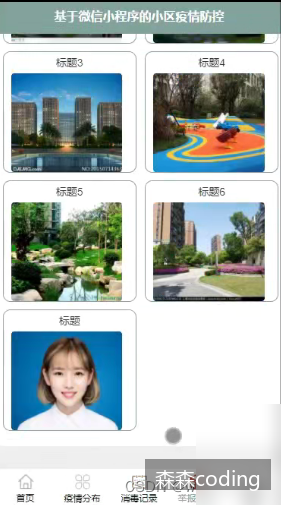 基于微信小程序的小区疫情防控
标题3
标题4
标题5
标题6
标题
首页
疫情分布
消毒记录
举报
森森coding